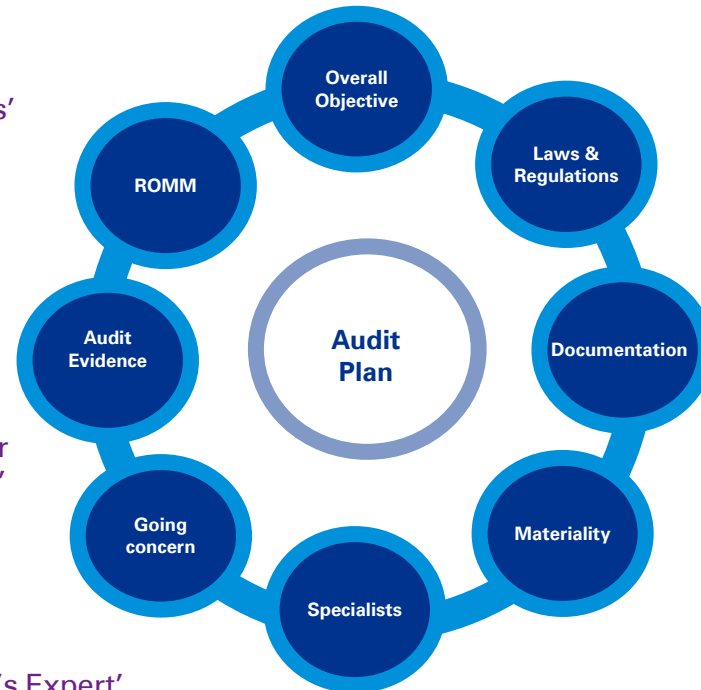 s’
r
’
’s Expert’
Overall
Objective
Laws &
Regulations
Documentation
Materiality
Specialists
Going
concern
Audit
Evidence
ROMM
Audit
Plan